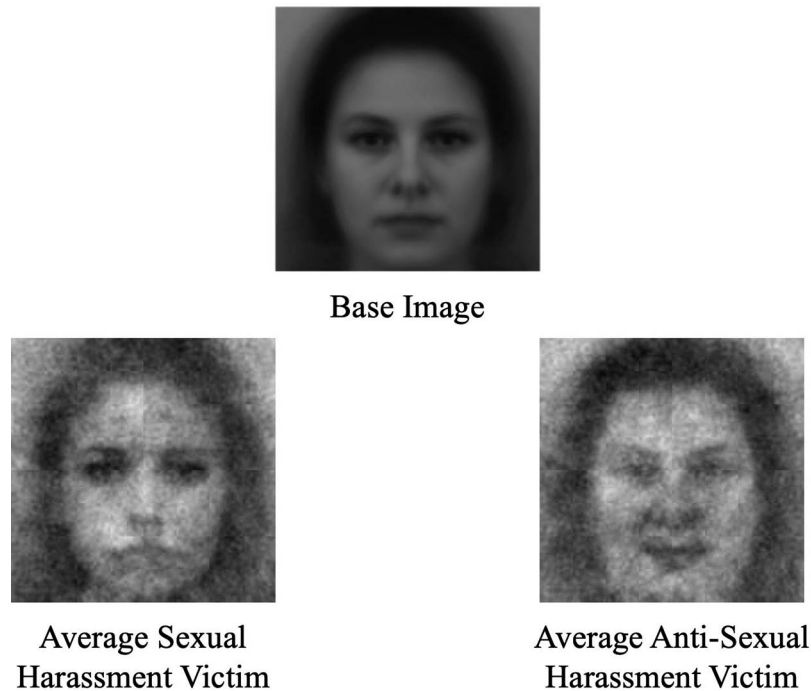 Base Image
Average Sexual
Harassment Victim
Average Anti-Sexual
Harassment Victim